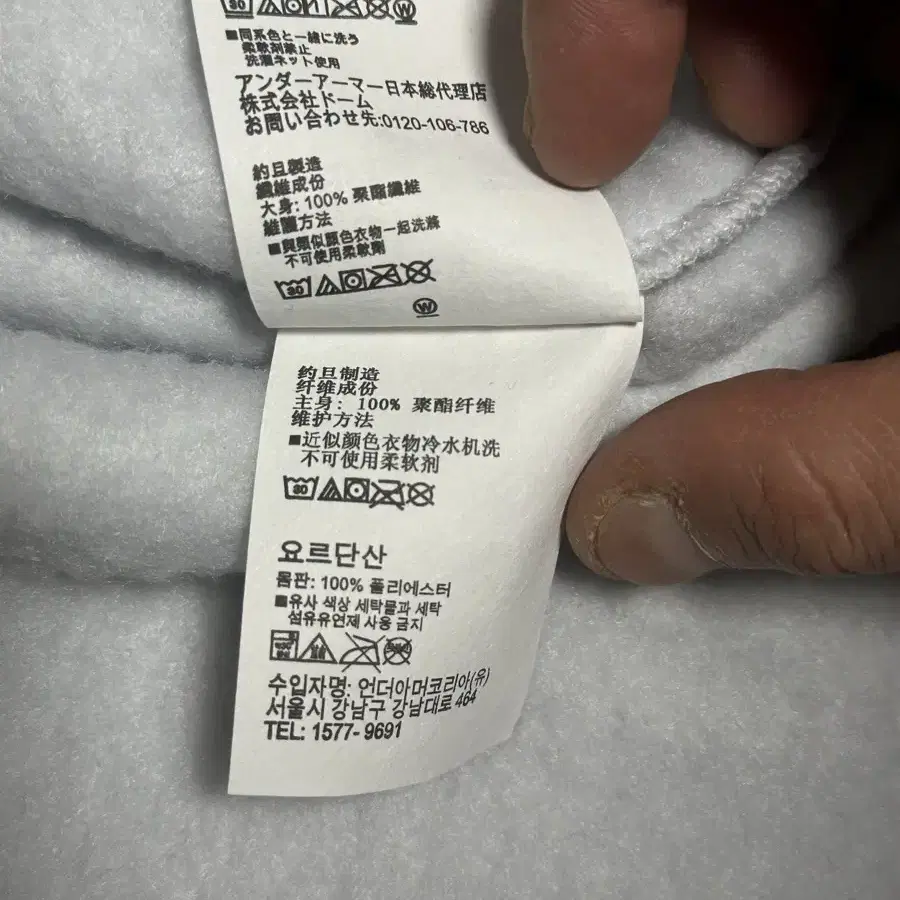 ■同系色と一緒に洗う
柔軟剤禁止
洗濯ネット使用
アンダーアーマー日本総代理店
株式会社ドーム
お問い合わせ先:0120-106-786
約旦製造
纖維成份
大身: 100% 聚酯纖維
維護方法
■與類似顏色衣物一起洗滌
不可使用柔軟劑
30
W
约旦制造
纤维成份
主身: 100% 聚酯纤维
维护方法
■近似颜色衣物冷水机洗
不可使用柔软剂
30
요르단산
몸판: 100% 폴리에스터
■유사 색상 세탁물과 세탁
섬유유연제 사용 금지
수입자명: 언더아머코리아(유)
서울시 강남구 강남대로 464
TEL: 1577- 9691